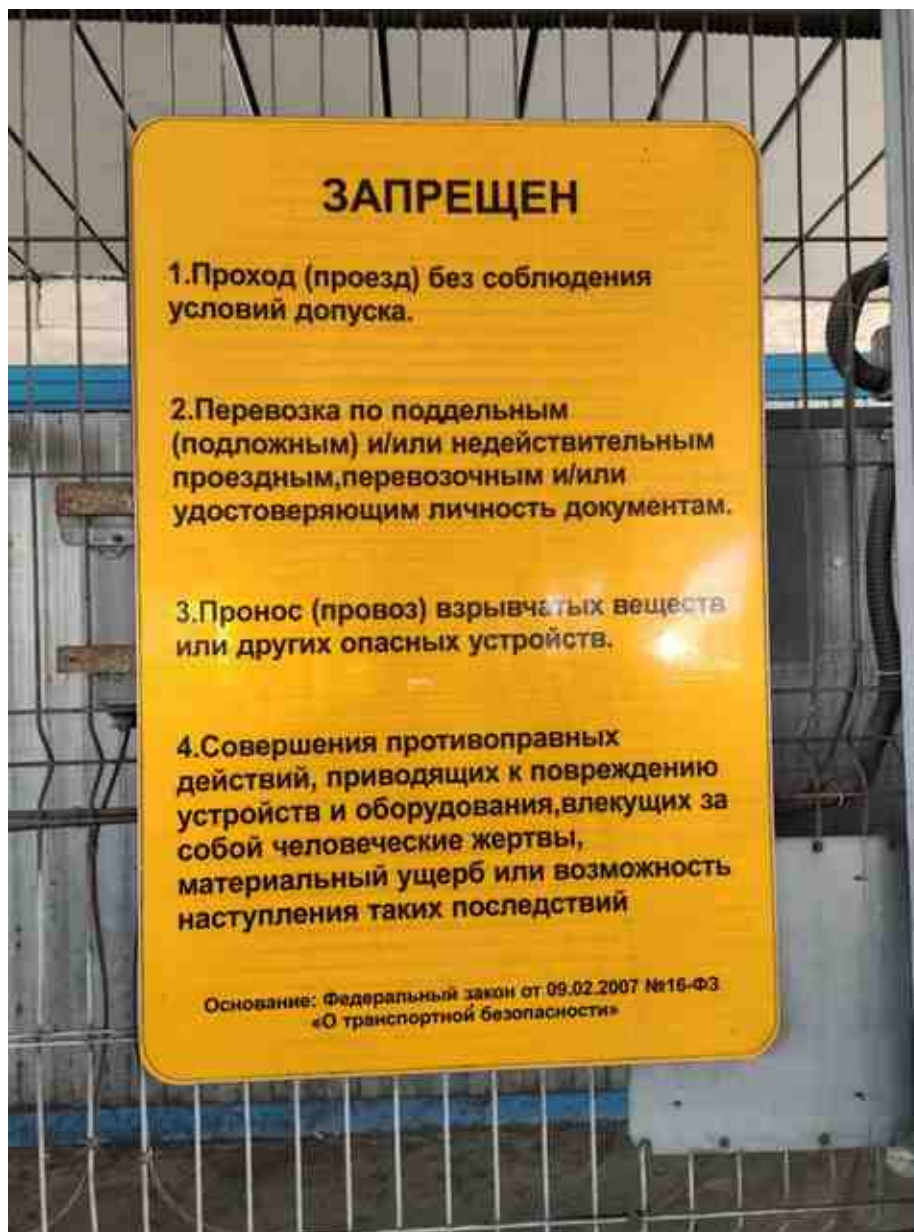 ЗАПРЕЩЕН
1.Проход (проезд) без соблюдения
условий допуска.
2.Перевозка по поддельным
(подложным) и/или недействительным
проездным,перевозочным и/или
удостоверяющим личность документам.
3.Пронос (провоз) взрывчатых веществ
или других опасных устройств.
4.Совершения противоправных
действий, приводящих к повреждению
устройств и оборудования,влекущих за
собой человеческие жертвы,
материальный ущерб или возможность
наступления таких последствий
Основание: Федеральный закон от 09.02.2007 №16-ФЗ
«О транспортной безопасности»